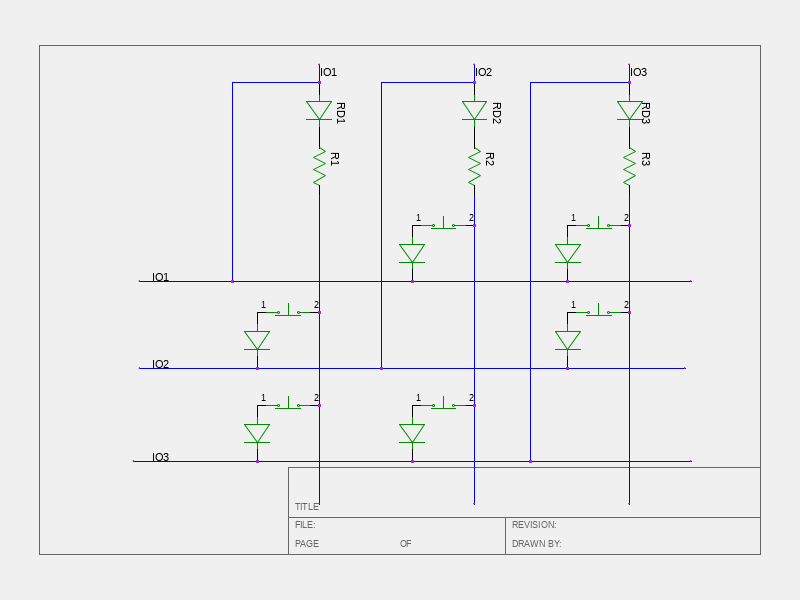 IO1 IO2 IO3
RD1 RD2 RD3
R1 R2 R3
1 2 1 2
IO1
1 2 1 2
IO2
1 2 1 2
IO3
TITLE
FILE: REVISION:
PAGE OF DRAWN BY: